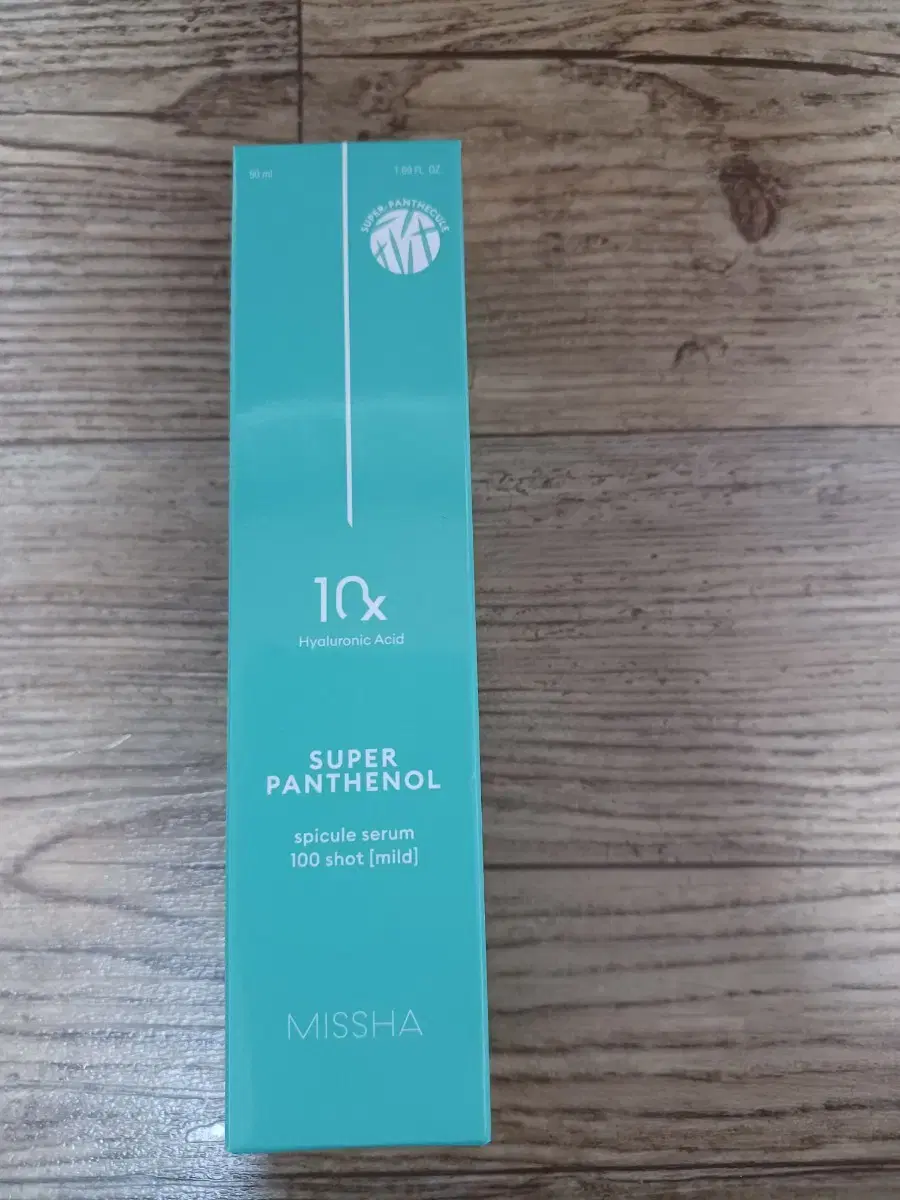 50 ml
1.69 FL. OZ.
SUPER-PANTHECULE
10x
Hyaluronic Acid
SUPER
PANTHENOL
spicule serum
100 shot [mild]
MISSHA